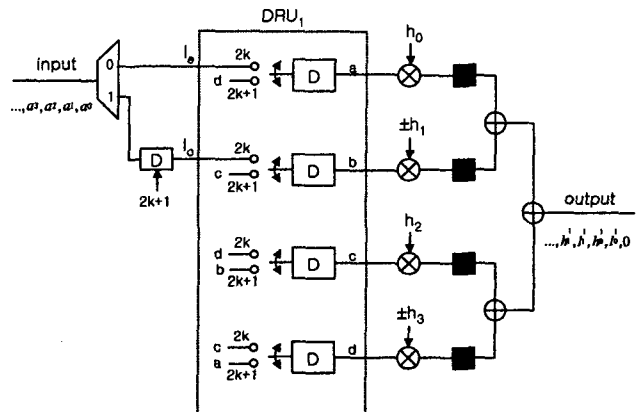 DRU₁
input
0
1
...,a³,a²,a¹,a⁰
Iₑ
2k
d
2k+1
D
a
h₀
D
2k+1
Iₒ
2k
c
2k+1
D
b
±h₁
output
d
2k
b
2k+1
D
c
h₂
c
2k
a
2k+1
D
d
±h₃